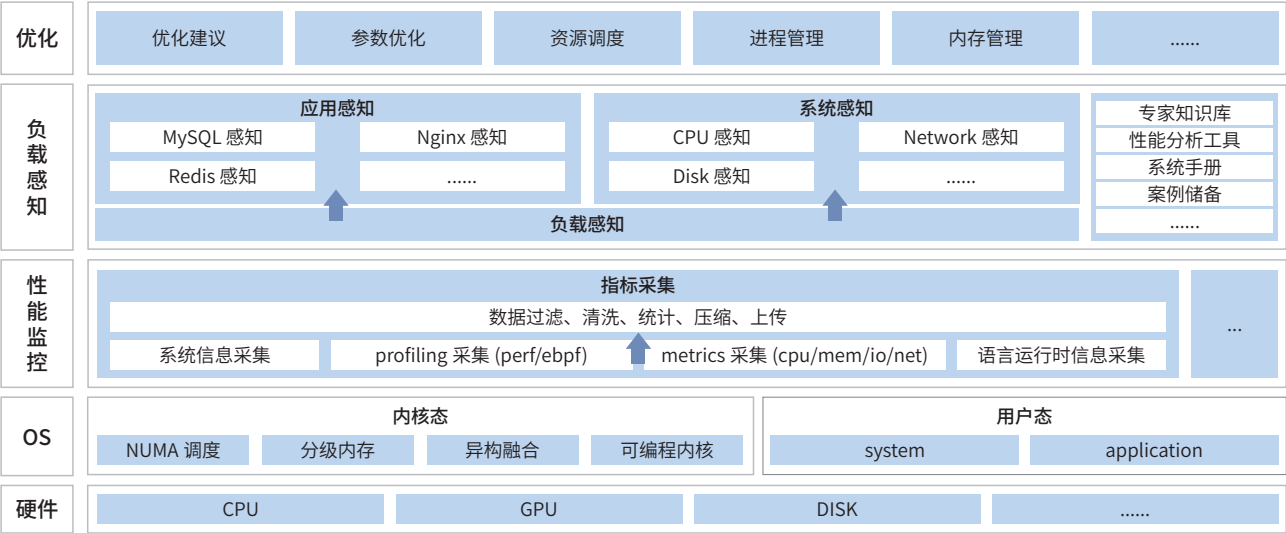 优化
优化建议
参数优化
资源调度
进程管理
内存管理
......
负载感知
应用感知
MySQL 感知
Nginx 感知
Redis 感知
......
系统感知
CPU 感知
Network 感知
Disk 感知
......
负载感知
专家知识库
性能分析工具
系统手册
案例储备
......
性能监控
指标采集
数据过滤、清洗、统计、压缩、上传
系统信息采集
profiling 采集 (perf/ebpf)
metrics 采集 (cpu/mem/io/net)
语言运行时信息采集
...
OS
内核态
NUMA 调度
分级内存
异构融合
可编程内核
用户态
system
application
硬件
CPU
GPU
DISK
......